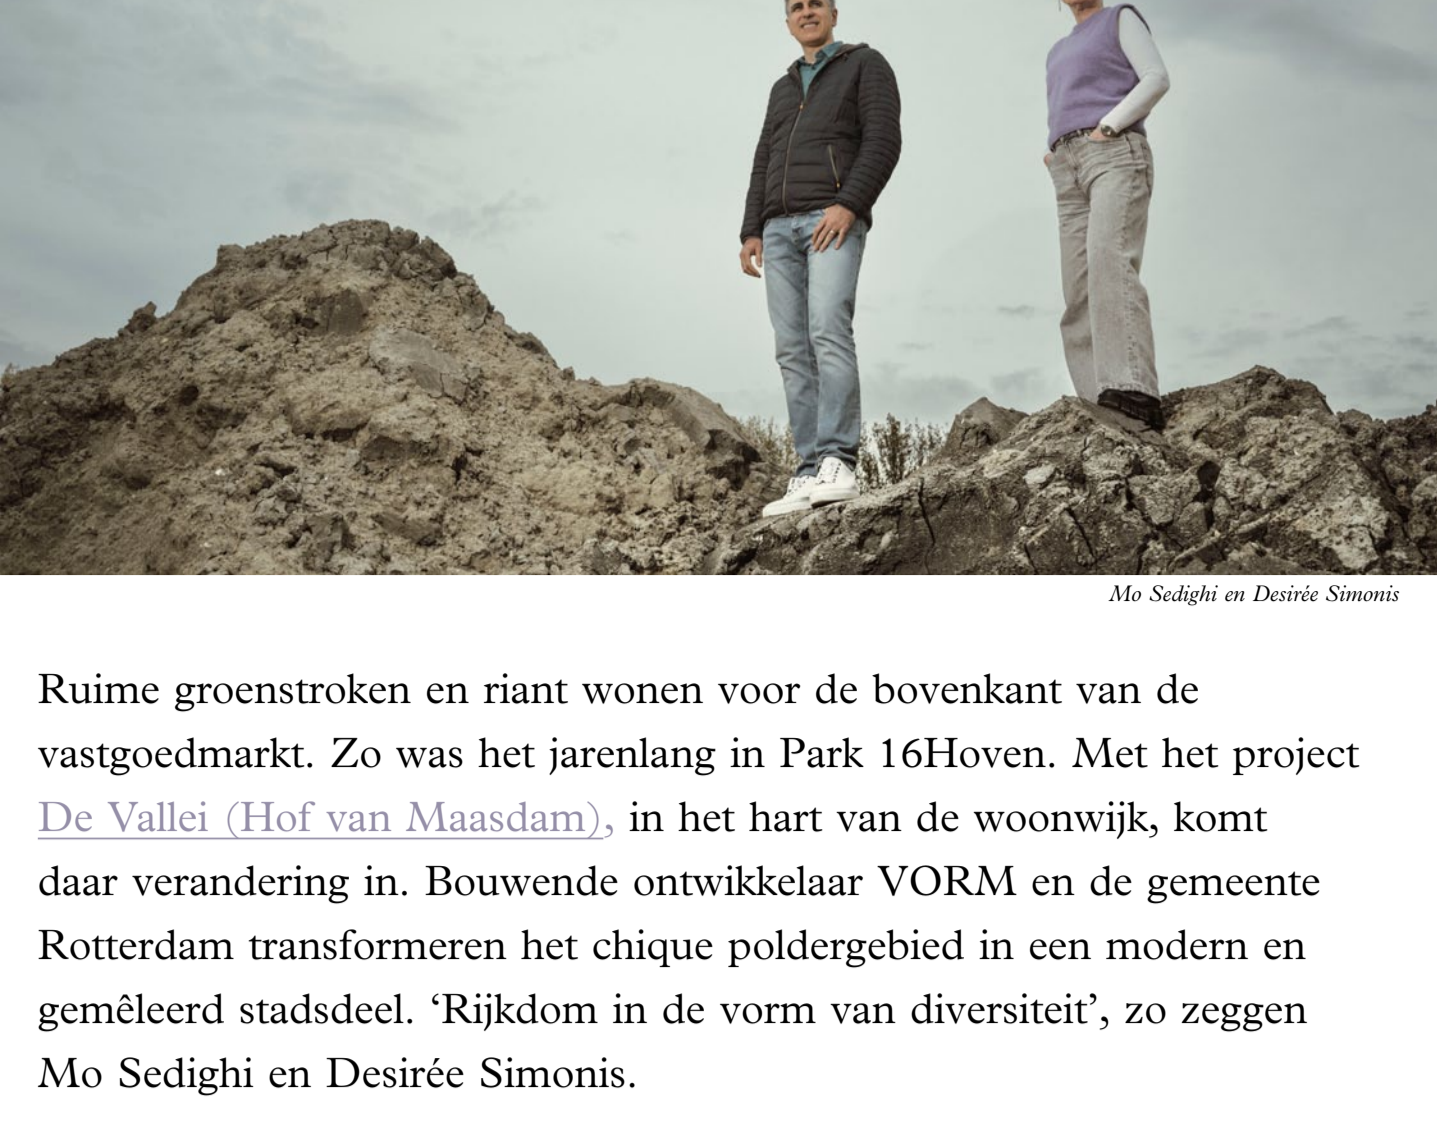 Mo Sedighi en Desirée Simonis
Ruime groenstroken en riant wonen voor de bovenkant van de
vastgoedmarkt. Zo was het jarenlang in Park 16Hoven. Met het project
De Vallei (Hof van Maasdam), in het hart van de woonwijk, komt
daar verandering in. Bouwende ontwikkelaar VORM en de gemeente
Rotterdam transformeren het chique poldergebied in een modern en
gemêleerd stadsdeel. ‘Rijkdom in de vorm van diversiteit’, zo zeggen
Mo Sedighi en Desirée Simonis.